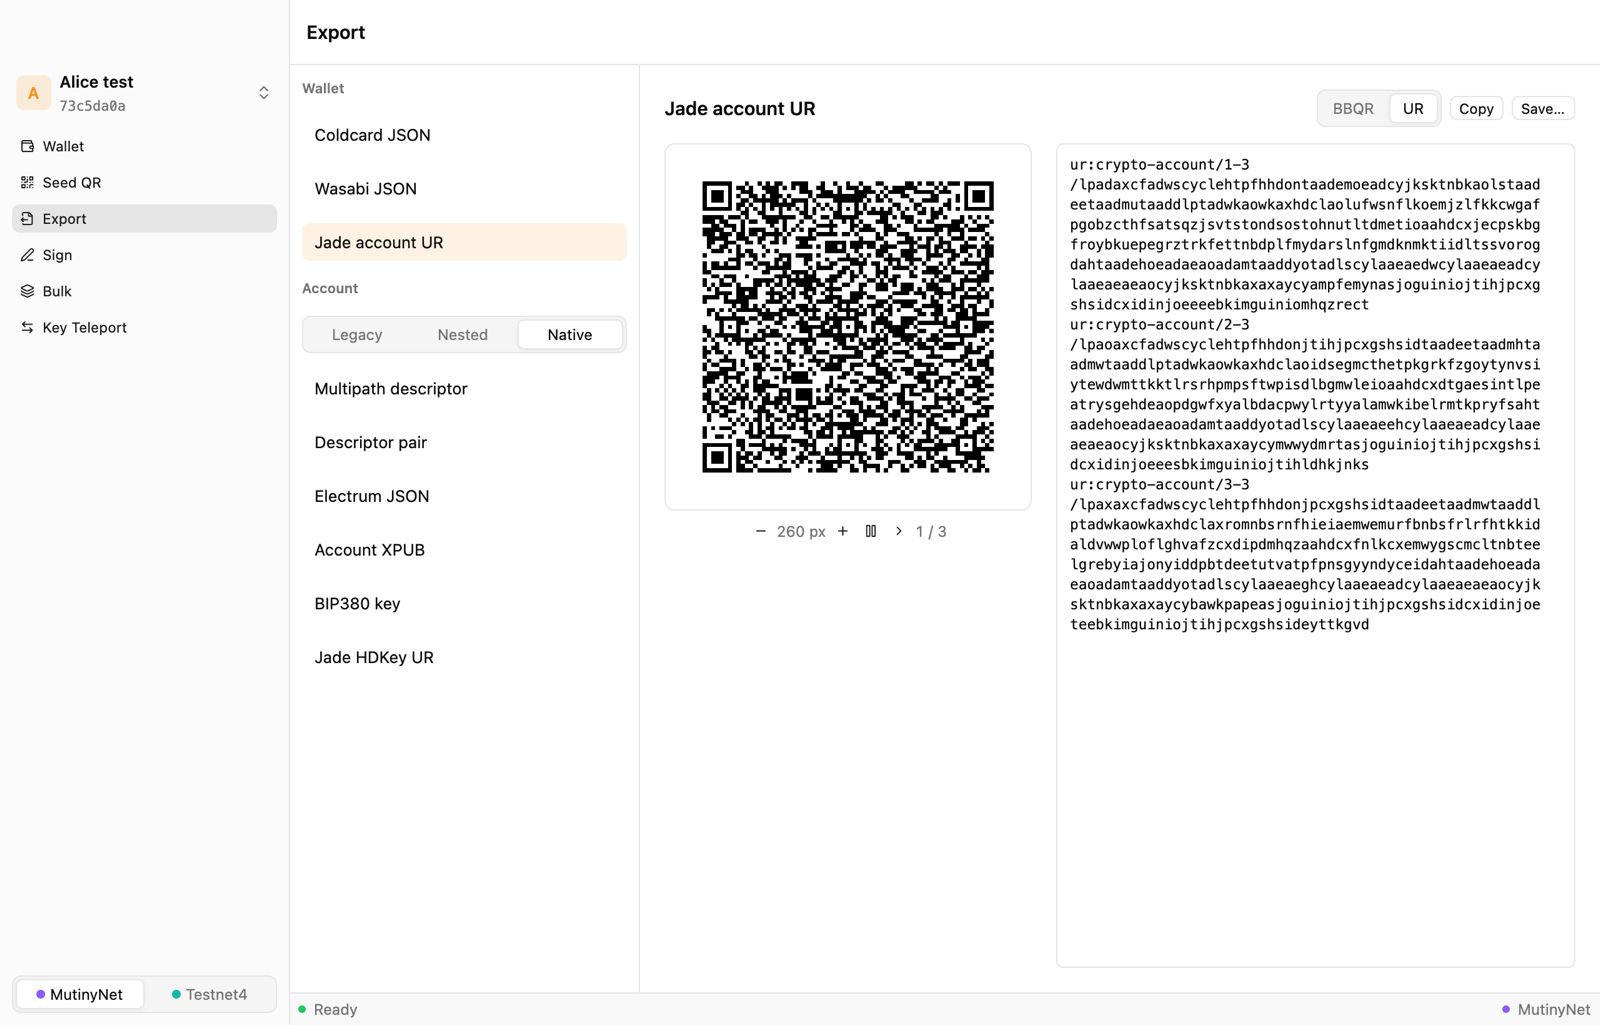 Export
A
Alice test
73c5da0a
Wallet
Seed QR
Export
Sign
Bulk
Key Teleport
MutinyNet
Testnet4
Wallet
Coldcard JSON
Wasabi JSON
Jade account UR
Account
Legacy
Nested
Native
Multipath descriptor
Descriptor pair
Electrum JSON
Account XPUB
BIP380 key
Jade HDKey UR
Jade account UR
BBQR
UR
Copy
Save...
− 260 px + > 1 / 3
ur:crypto-account/1-3
/lpadaxcfadwscyclehtpfhhdontaademoeadcyjksktnbkaolstaad
eetaadmutaaddlptadwkaowkaxhdclaolufwsnflkoemjzlfkkcwgaf
pgobzcthfsatsqzjsvtstondsostohnutltdmetioaahdcxjecpskbg
froybkuepegrztrkfettnbdplfmydarslnfgmdknmktiidltssvorog
dahtaadehoeadaeaoadamtaaddyotadlscylaaeaedwcylaaeaeadcy
laaeaeaeaocyjksktnbkaxaxaycyampfemynasjoguiniojtihjpcxg
shsidcxidinjoeeeebkimguiniomhqzrect
ur:crypto-account/2-3
/lpaoaxcfadwscyclehtpfhhdonjtihjpcxgshsidtaadeetaadmhta
admwtaaddlptadwkaowkaxhdclaoidsegmcthetpkgrkfzgoytynvsi
ytewdwmttkktlrsrhpmpsftwpisdlbgmwleioaahdcxdtgaesintlpe
atrysgehdeaopdgwfxyalbdacpwylrtyyalamwkibelrmtkpryfsaht
aadehoeadaeaoadamtaaddyotadlscylaaeaeehcylaaeaeadcylaae
aeaeaocyjksktnbkaxaxaycymwwydmrtasjoguiniojtihjpcxgshsi
dcxidinjoeeesbkimguiniojtihldhkjnks
ur:crypto-account/3-3
/lpaxaxcfadwscyclehtpfhhdonjpcxgshsidtaadeetaadmwtaaddl
ptadwkaowkaxhdclaxromnbsrnfhieiaemwemurfbnbsfrlrfhtkkid
aldvwwploflghvafzcxdipdmhqzaahdcxfnlkcxemwygscmcltnbtee
lgrebyiajonyiddpbtdeetutvatpfpnsgyyndyceidahtaadehoeada
eaoadamtaaddyotadlscylaaeaeghcylaaeaeadcylaaeaeaeaocyjk
sktnbkaxaxaycybawkpapeasjoguiniojtihjpcxgshsidcxidinjoe
teebkimguiniojtihjpcxgshsideyttkgvd
Ready
MutinyNet